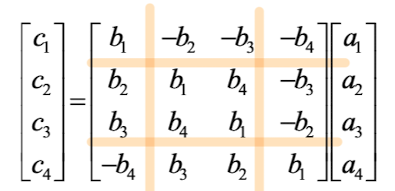 [c₁] [b₁ −b₂ −b₃ −b₄] [a₁]
[c₂] [b₂ b₁ b₄ −b₃] [a₂]
=
[c₃] [b₃ b₄ b₁ −b₂] [a₃]
[c₄] [−b₄ b₃ b₂ b₁] [a₄]